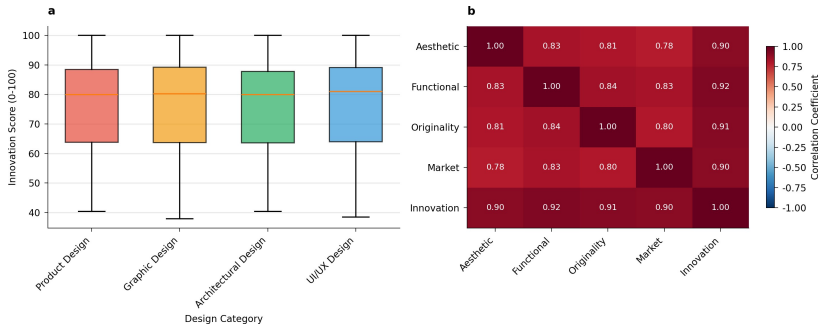 a
Innovation Score (0-100)
100
90
80
70
60
50
40
Product Design
Graphic Design
Architectural Design
UI/UX Design
Design Category
b
Aesthetic 1.00 0.83 0.81 0.78 0.90
Functional 0.83 1.00 0.84 0.83 0.92
Originality 0.81 0.84 1.00 0.80 0.91
Market 0.78 0.83 0.80 1.00 0.90
Innovation 0.90 0.92 0.91 0.90 1.00
Aesthetic
Functional
Originality
Market
Innovation
1.00
0.75
0.50
0.25
0.00
-0.25
-0.50
-0.75
-1.00
Correlation Coefficient